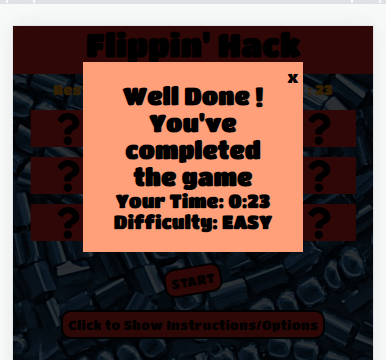 Flippin' Hack
x
Well Done !
You've
completed
the game
Your Time: 0:23
Difficulty: EASY
23
?
?
?
?
?
?
START
Click to Show Instructions/Options